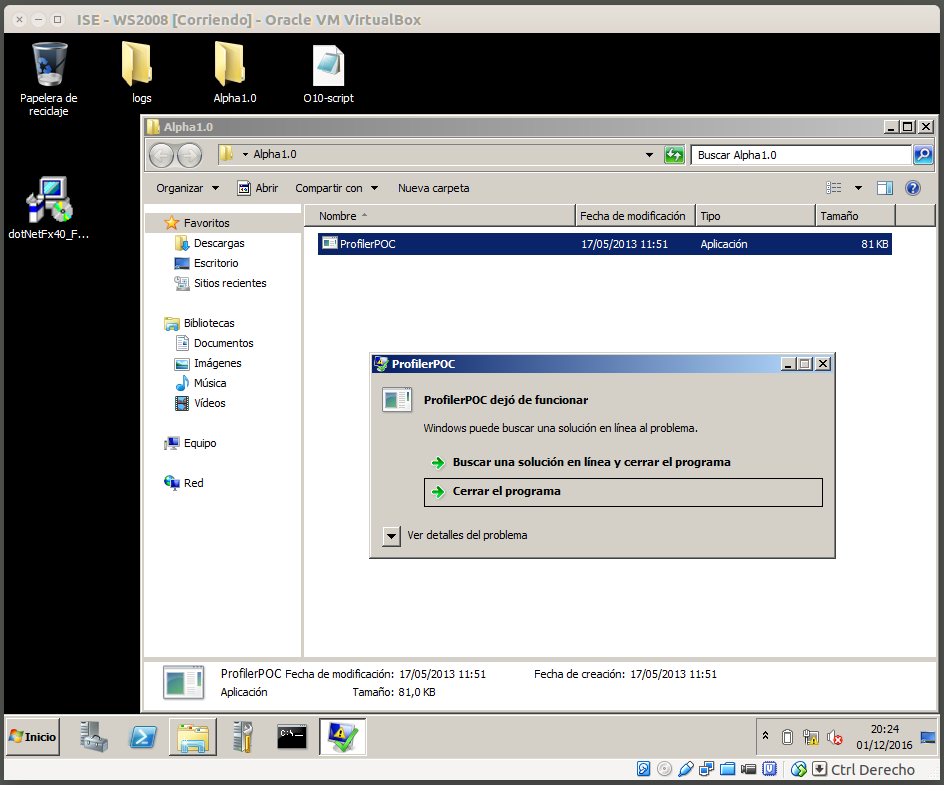 ISE - WS2008 [Corriendo] - Oracle VM VirtualBox
Papelera de
reciclaje
logs
Alpha1.0
O10-script
dotNetFx40_F...
Alpha1.0
Alpha1.0
Buscar Alpha1.0
Organizar
Abrir
Compartir con
Nueva carpeta
Favoritos
Descargas
Escritorio
Sitios recientes
Bibliotecas
Documentos
Imágenes
Música
Vídeos
Equipo
Red
Nombre
Fecha de modificación
Tipo
Tamaño
ProfilerPOC
17/05/2013 11:51
Aplicación
81 KB
ProfilerPOC
ProfilerPOC dejó de funcionar
Windows puede buscar una solución en línea al problema.
Buscar una solución en línea y cerrar el programa
Cerrar el programa
Ver detalles del problema
ProfilerPOC Fecha de modificación: 17/05/2013 11:51
Fecha de creación: 17/05/2013 11:51
Aplicación
Tamaño: 81,0 KB
Inicio
C:\
20:24
01/12/2016
Ctrl Derecho